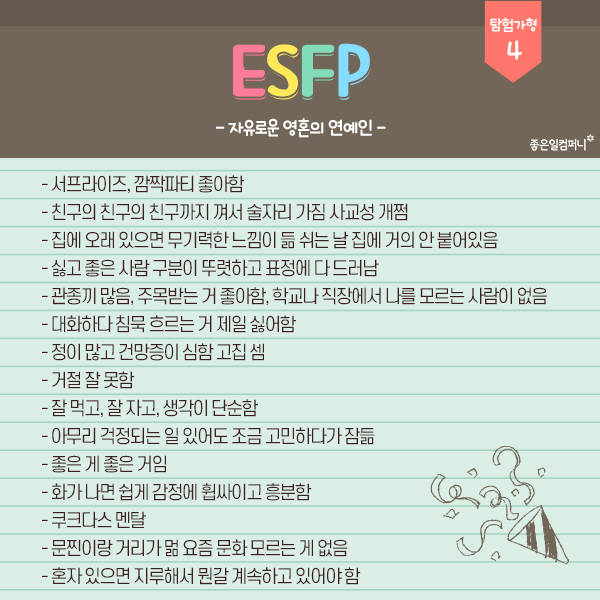 탐험가형
4
ESFP
- 자유로운 영혼의 연예인 -
좋은일컴퍼니
- 서프라이즈, 깜짝파티 좋아함
- 친구의 친구의 친구까지 껴서 술자리 가짐 사교성 개쩜
- 집에 오래 있으면 무기력한 느낌이 듦 쉬는 날 집에 거의 안 붙어있음
- 싫고 좋은 사람 구분이 뚜렷하고 표정에 다 드러남
- 관종끼 많음, 주목받는 거 좋아함, 학교나 직장에서 나를 모르는 사람이 없음
- 대화하다 침묵 흐르는 거 제일 싫어함
- 정이 많고 건망증이 심함 고집 셈
- 거절 잘 못함
- 잘 먹고, 잘 자고, 생각이 단순함
- 아무리 걱정되는 일 있어도 조금 고민하다가 잠듦
- 좋은 게 좋은 거임
- 화가 나면 쉽게 감정에 휩싸이고 흥분함
- 쿠크다스 멘탈
- 문찐이랑 거리가 멂 요즘 문화 모르는 게 없음
- 혼자 있으면 지루해서 뭔갈 계속하고 있어야 함